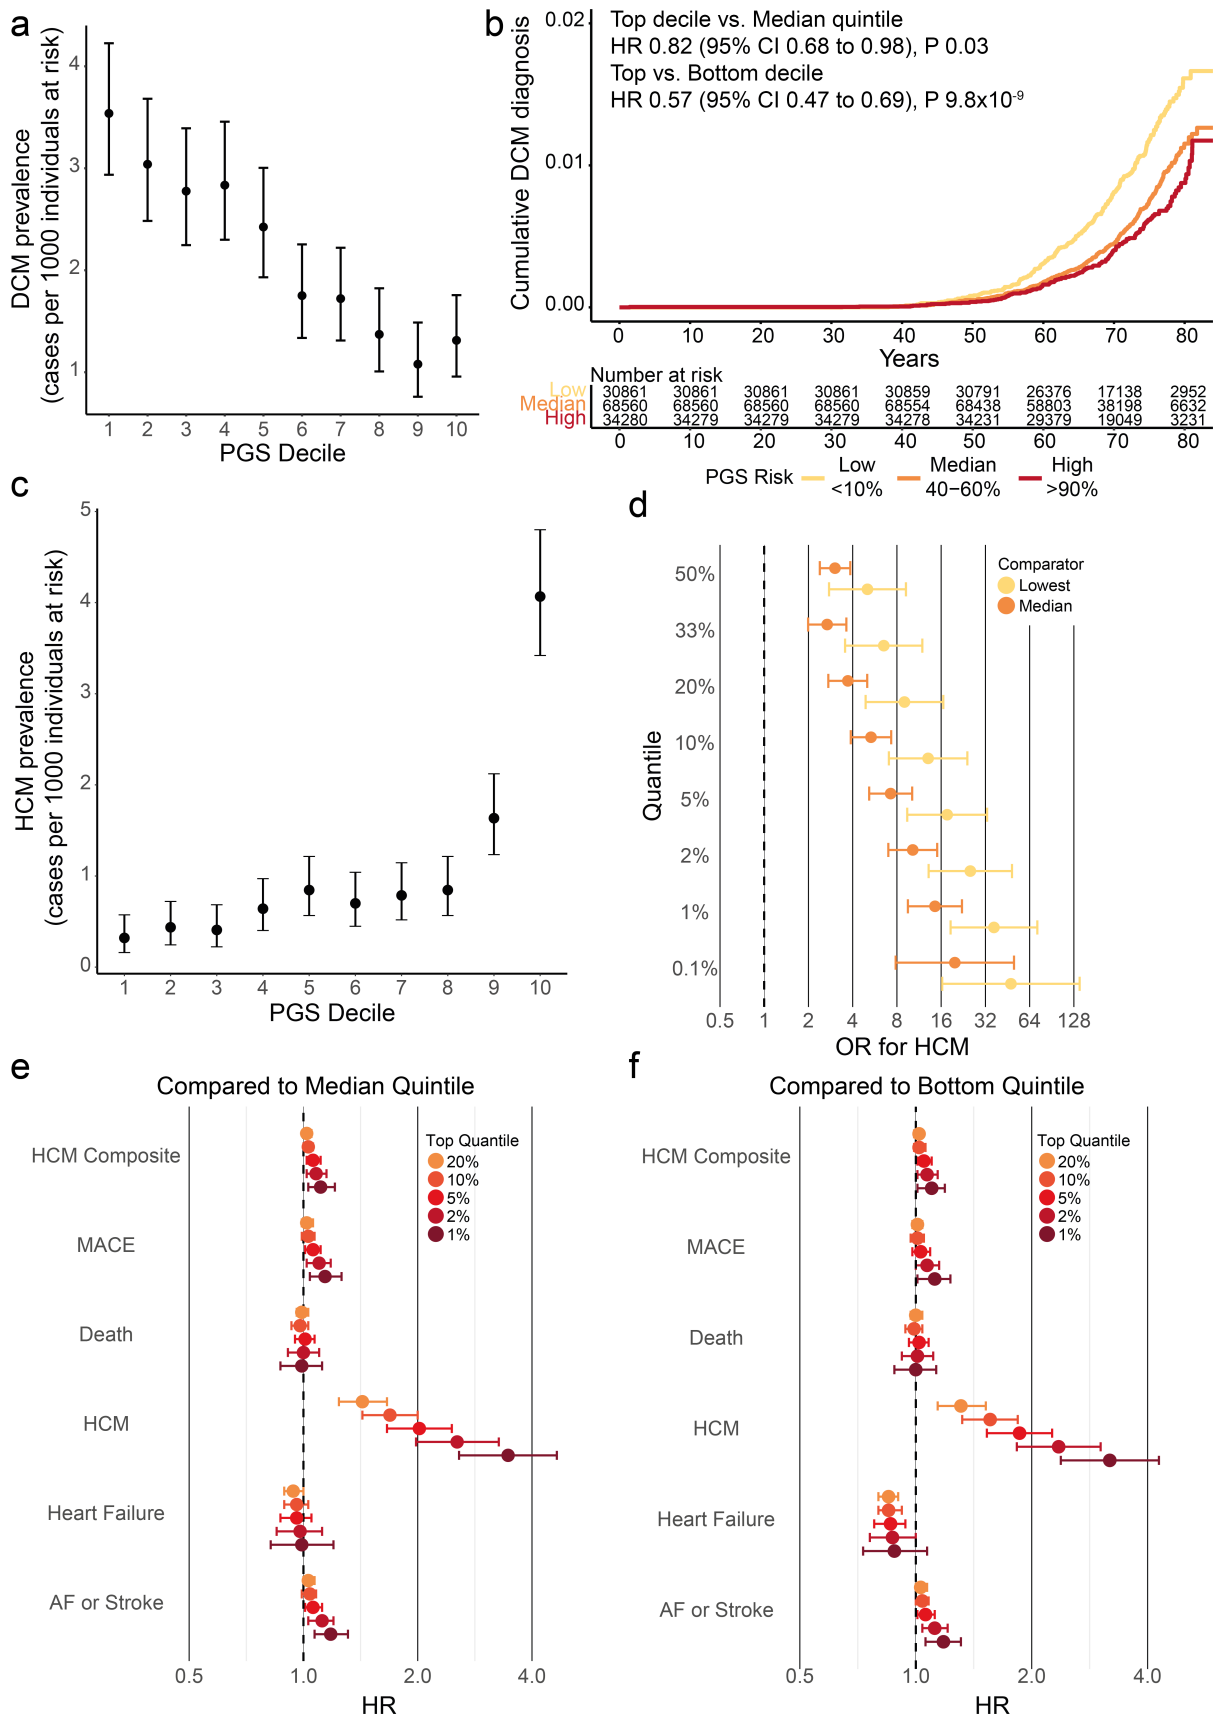 a
DCM prevalence
(cases per 1000 individuals at risk)
4
3
2
1
1 2 3 4 5 6 7 8 9 10
PGS Decile
b
Cumulative DCM diagnosis
0.02
0.01
0.00
Top decile vs. Median quintile
HR 0.82 (95% CI 0.68 to 0.98), P 0.03
Top vs. Bottom decile
HR 0.57 (95% CI 0.47 to 0.69), P 9.8x10⁻⁹
0 10 20 30 40 50 60 70 80
Years
Number at risk
Low 30861 30861 30861 30861 30859 30791 26376 17138 2952
Median 68560 68560 68560 68560 68554 68438 58803 38198 6632
High 34280 34279 34279 34279 34278 34231 29379 19049 3231
0 10 20 30 40 50 60 70 80
PGS Risk Low Median High
<10% 40−60% >90%
c
HCM prevalence
(cases per 1000 individuals at risk)
5
4
3
2
1
0
1 2 3 4 5 6 7 8 9 10
PGS Decile
d
Quantile
50%
33%
20%
10%
5%
2%
1%
0.1%
Comparator
Lowest
Median
0.5 1 2 4 8 16 32 64 128
OR for HCM
e
Compared to Median Quintile
HCM Composite
MACE
Death
HCM
Heart Failure
AF or Stroke
Top Quantile
20%
10%
5%
2%
1%
0.5 1.0 2.0 4.0
HR
f
Compared to Bottom Quintile
HCM Composite
MACE
Death
HCM
Heart Failure
AF or Stroke
Top Quantile
20%
10%
5%
2%
1%
0.5 1.0 2.0 4.0
HR